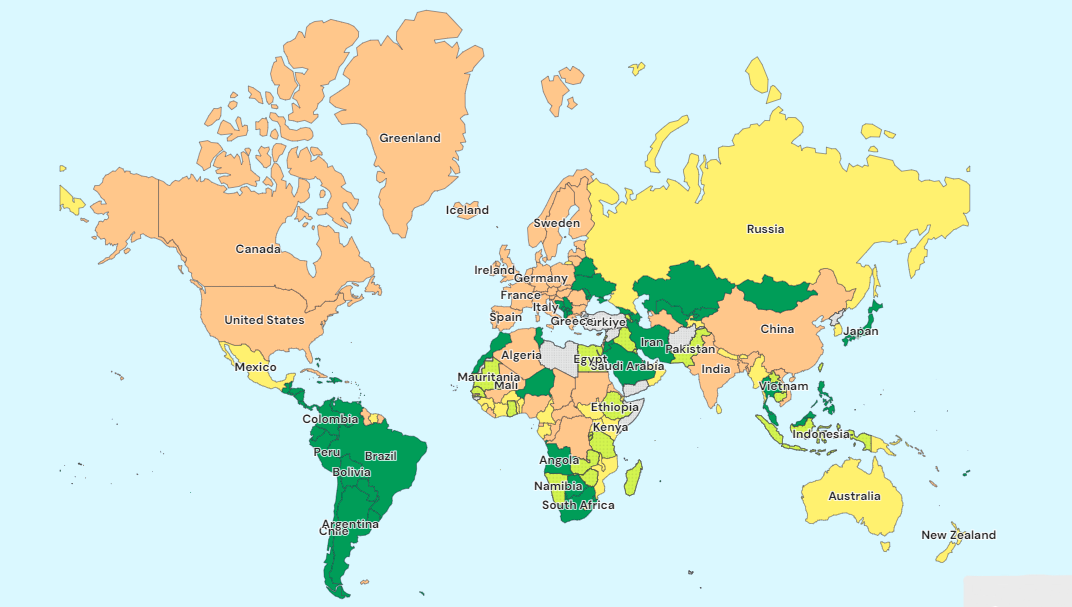 Greenland
Iceland
Sweden
Russia
Canada
Ireland
Germany
France
Italy
Spain
Greece
Türkiye
United States
China
Japan
Iran
Pakistan
Algeria
Egypt
Saudi Arabia
India
Mexico
Mauritania
Mali
Vietnam
Ethiopia
Colombia
Kenya
Indonesia
Peru
Brazil
Angola
Bolivia
Namibia
South Africa
Australia
Argentina
Chile
New Zealand